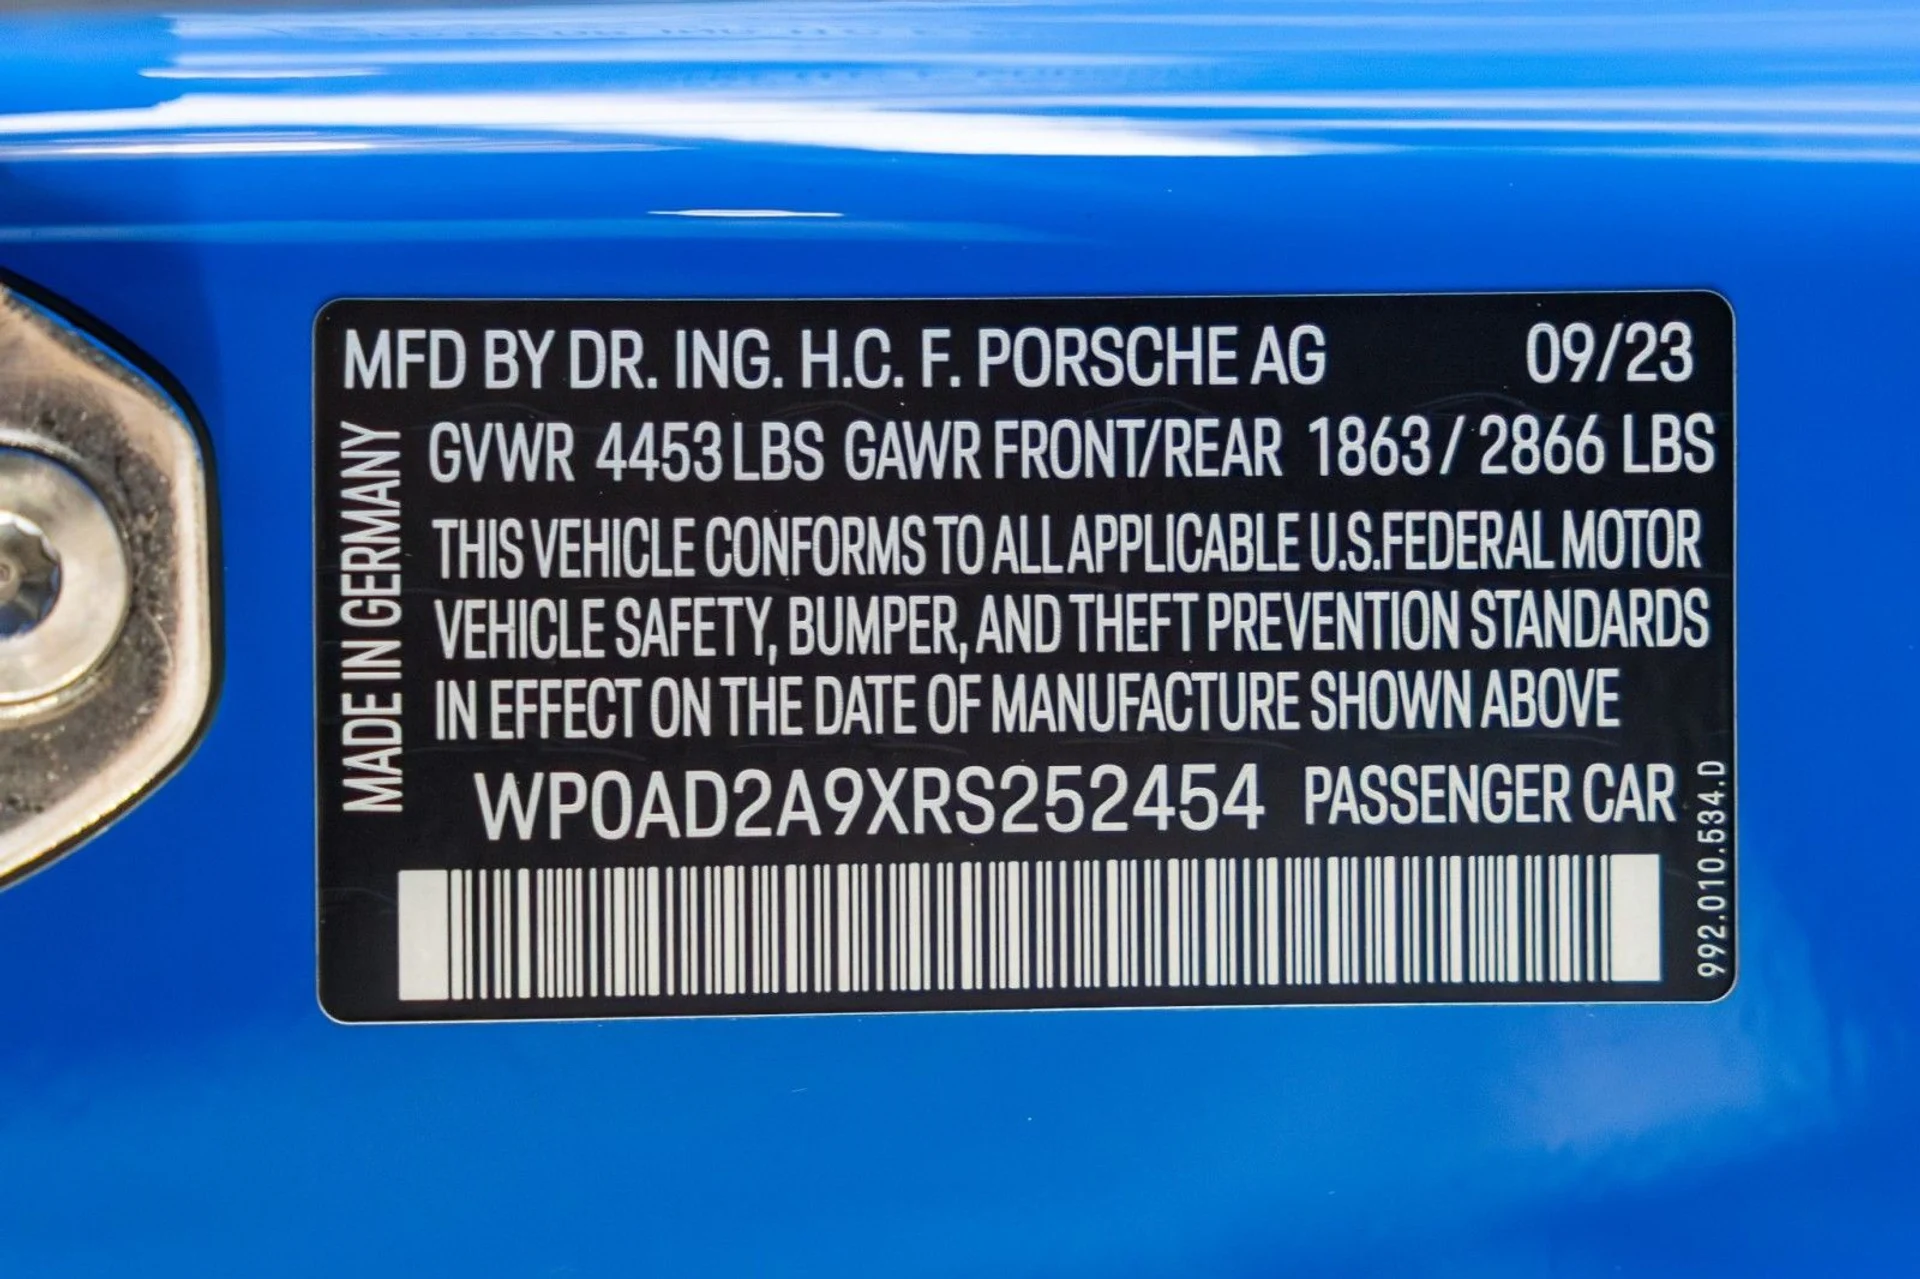 MFD BY DR. ING. H.C. F. PORSCHE AG 09/23
GVWR 4453 LBS GAWR FRONT/REAR 1863 / 2866 LBS
THIS VEHICLE CONFORMS TO ALL APPLICABLE U.S.FEDERAL MOTOR
VEHICLE SAFETY, BUMPER, AND THEFT PREVENTION STANDARDS
IN EFFECT ON THE DATE OF MANUFACTURE SHOWN ABOVE
WP0AD2A9XRS252454 PASSENGER CAR
MADE IN GERMANY
992.010.534.D